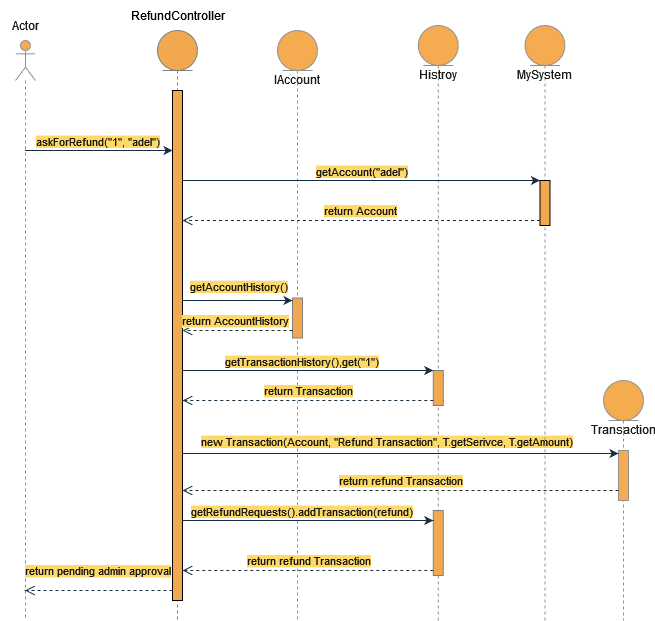 Actor
RefundController
IAccount
Histroy
MySystem
askForRefund("1", "adel")
getAccount("adel")
return Account
getAccountHistory()
return AccountHistory
getTransactionHistory(),get("1")
return Transaction
Transaction
new Transaction(Account, "Refund Transaction", T.getSerivce, T.getAmount)
return refund Transaction
getRefundRequests().addTransaction(refund)
return refund Transaction
return pending admin approval